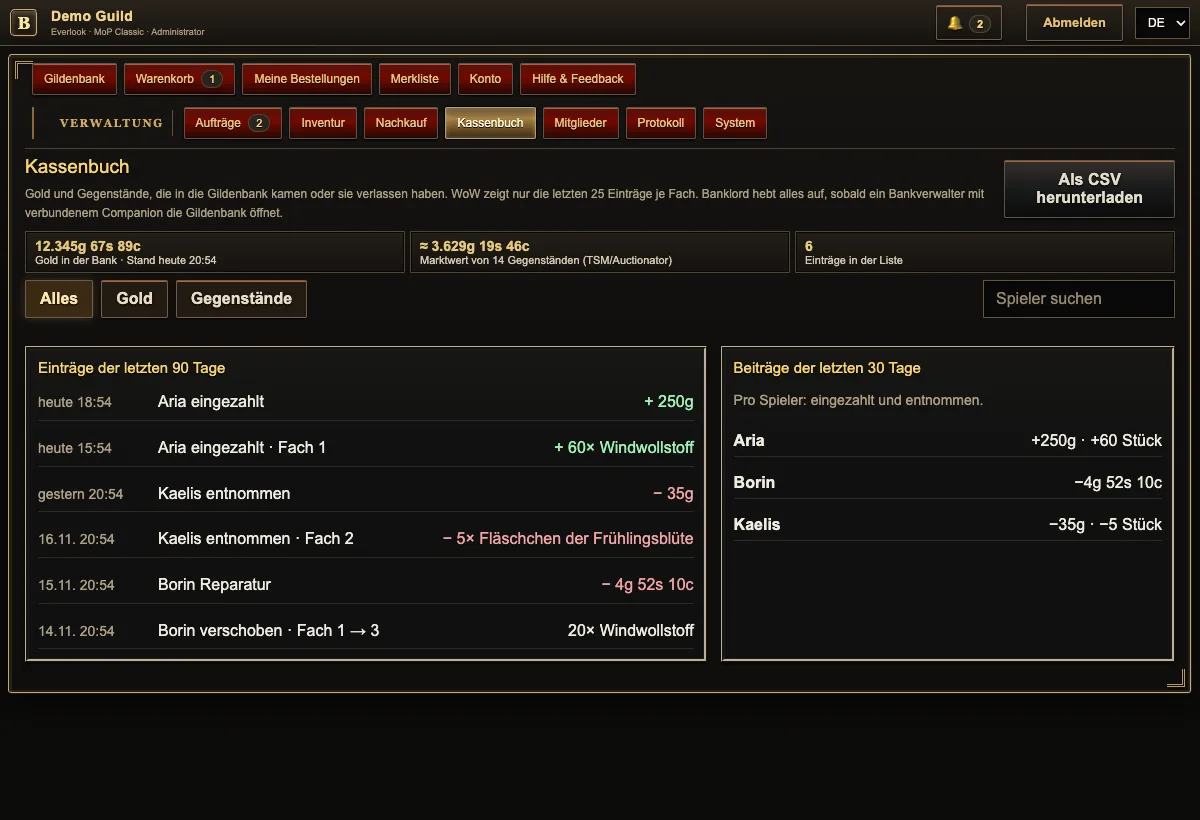 B
Demo Guild
Everlook · MoP Classic · Administrator
2
Abmelden
DE
Gildenbank
Warenkorb 1
Meine Bestellungen
Merkliste
Konto
Hilfe & Feedback
VERWALTUNG
Aufträge 2
Inventur
Nachkauf
Kassenbuch
Mitglieder
Protokoll
System
Kassenbuch
Gold und Gegenstände, die in die Gildenbank kamen oder sie verlassen haben. WoW zeigt nur die letzten 25 Einträge je Fach. Banklord hebt alles auf, sobald ein Bankverwalter mit
verbundenem Companion die Gildenbank öffnet.
Als CSV
herunterladen
12.345g 67s 89c
Gold in der Bank · Stand heute 20:54
≈ 3.629g 19s 46c
Marktwert von 14 Gegenständen (TSM/Auctionator)
6
Einträge in der Liste
Alles
Gold
Gegenstände
Spieler suchen
Einträge der letzten 90 Tage
heute 18:54 Aria eingezahlt + 250g
heute 15:54 Aria eingezahlt · Fach 1 + 60× Windwollstoff
gestern 20:54 Kaelis entnommen − 35g
16.11. 20:54 Kaelis entnommen · Fach 2 − 5× Fläschchen der Frühlingsblüte
15.11. 20:54 Borin Reparatur − 4g 52s 10c
14.11. 20:54 Borin verschoben · Fach 1 → 3 20× Windwollstoff
Beiträge der letzten 30 Tage
Pro Spieler: eingezahlt und entnommen.
Aria +250g · +60 Stück
Borin −4g 52s 10c
Kaelis −35g · −5 Stück